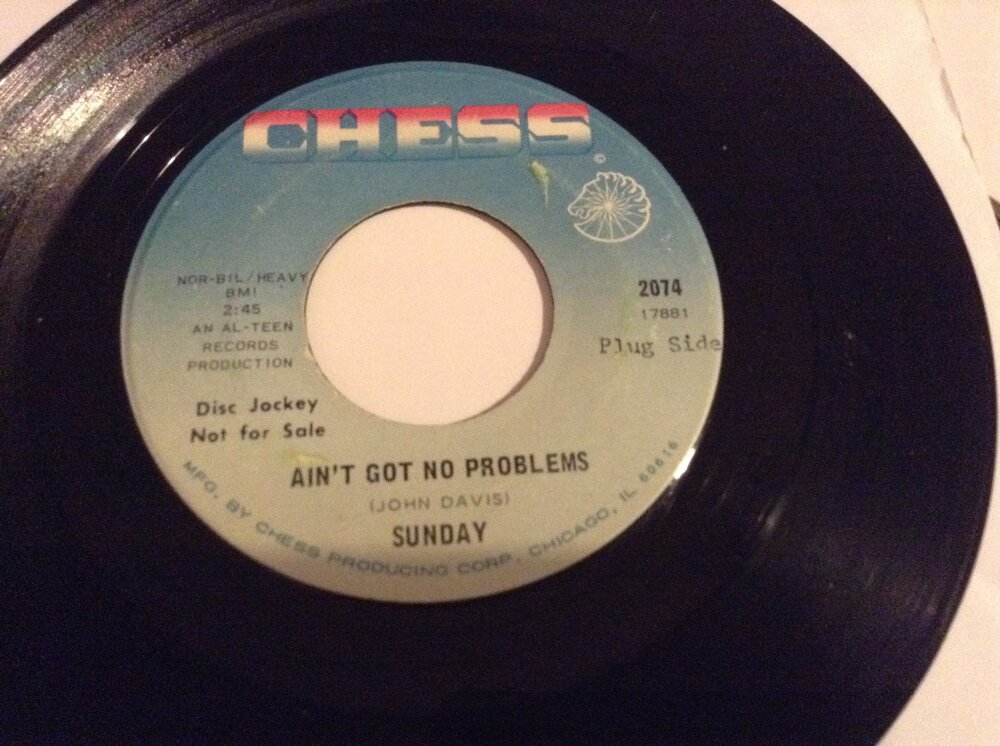 CHESS
©
NOR-BIL/HEAVY
BMI
2:45
AN AL-TEEN
RECORDS
PRODUCTION
Disc Jockey
Not for Sale
2074
17881
Plug Side
AIN'T GOT NO PROBLEMS
(JOHN DAVIS)
SUNDAY
MFG. BY CHESS PRODUCING CORP. CHICAGO, IL 60616